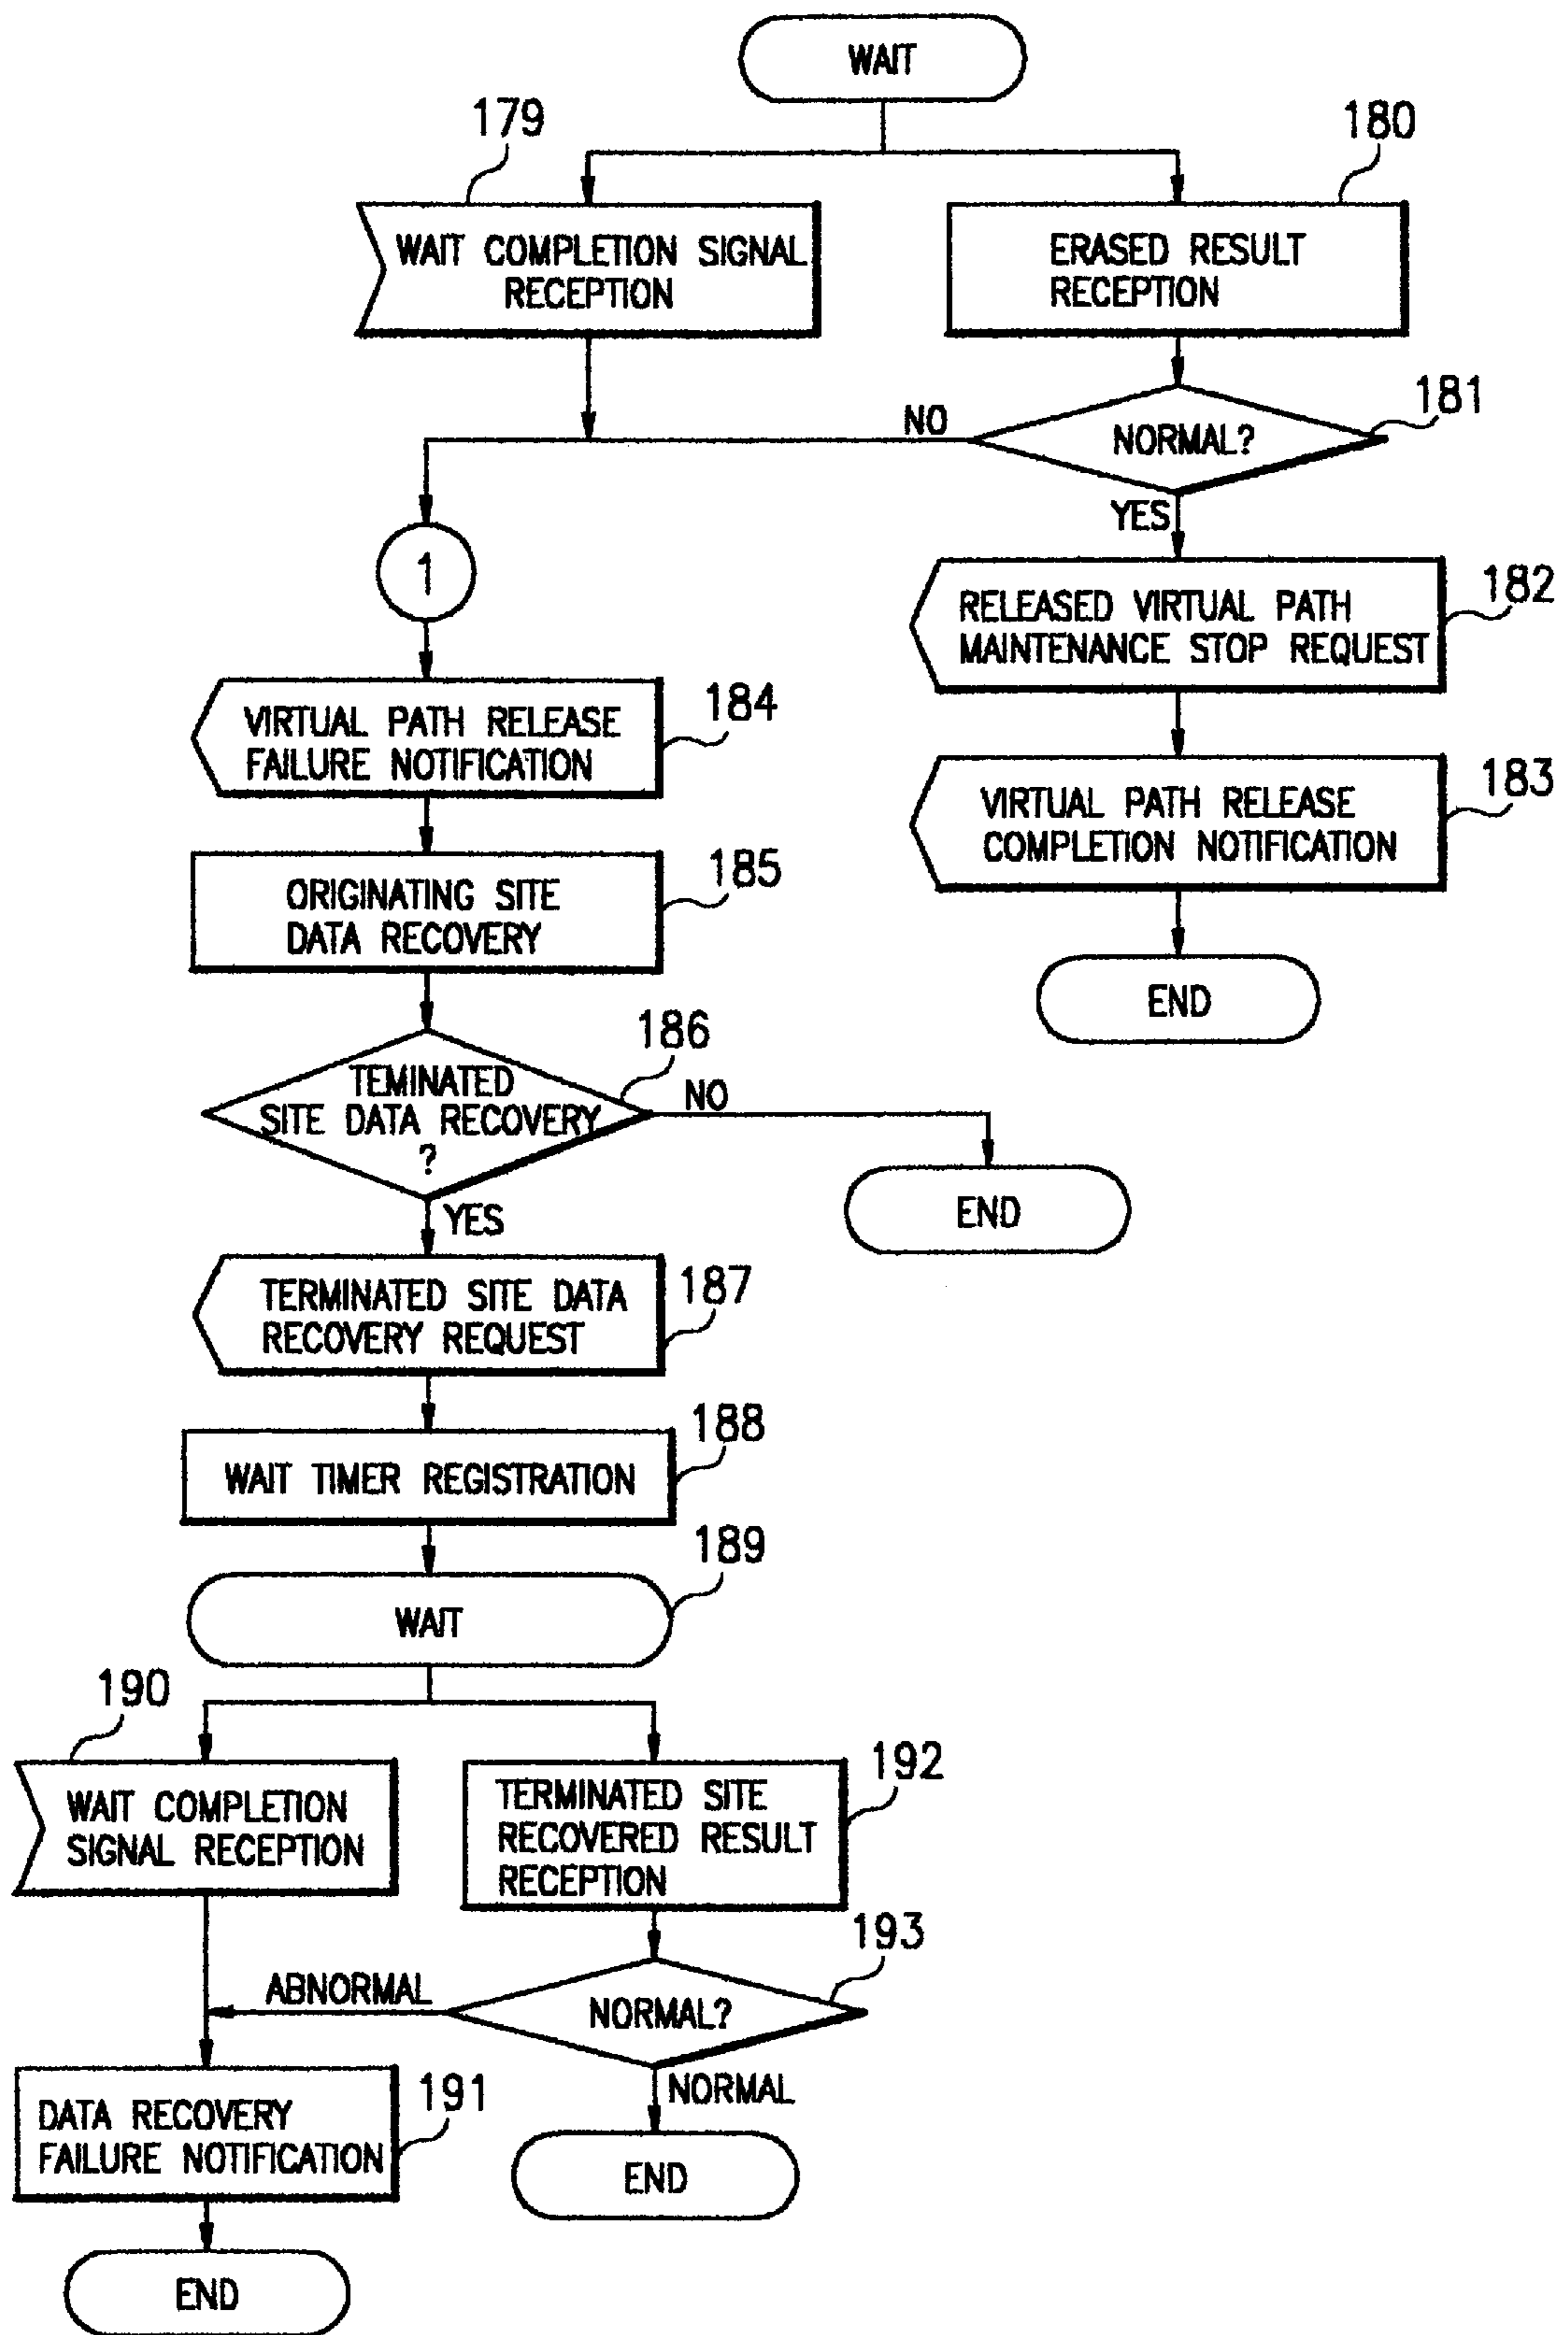 WAIT
179
180
WAIT COMPLETION SIGNAL
RECEPTION
ERASED RESULT
RECEPTION
181
NO
NORMAL?
YES
1
182
RELEASED VIRTUAL PATH
MAINTENANCE STOP REQUEST
184
VIRTUAL PATH RELEASE
FAILURE NOTIFICATION
183
VIRTUAL PATH RELEASE
COMPLETION NOTIFICATION
185
ORIGINATING SITE
DATA RECOVERY
END
186
TEMINATED
SITE DATA RECOVERY
?
NO
YES
END
187
TERMINATED SITE DATA
RECOVERY REQUEST
188
WAIT TIMER REGISTRATION
189
WAIT
190
192
WAIT COMPLETION
SIGNAL RECEPTION
TERMINATED SITE
RECOVERED RESULT
RECEPTION
193
ABNORMAL
NORMAL?
NORMAL
191
DATA RECOVERY
FAILURE NOTIFICATION
END
END